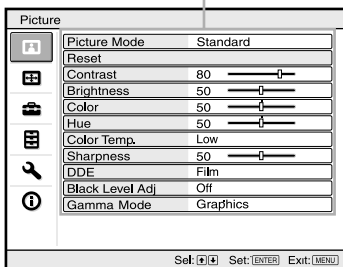 Picture
Picture Mode Standard
Reset
Contrast 80
Brightness 50
Color 50
Hue 50
Color Temp. Low
Sharpness 50
DDE Film
Black Level Adj Off
Gamma Mode Graphics
Sel: Set: ENTER Exit: MENU